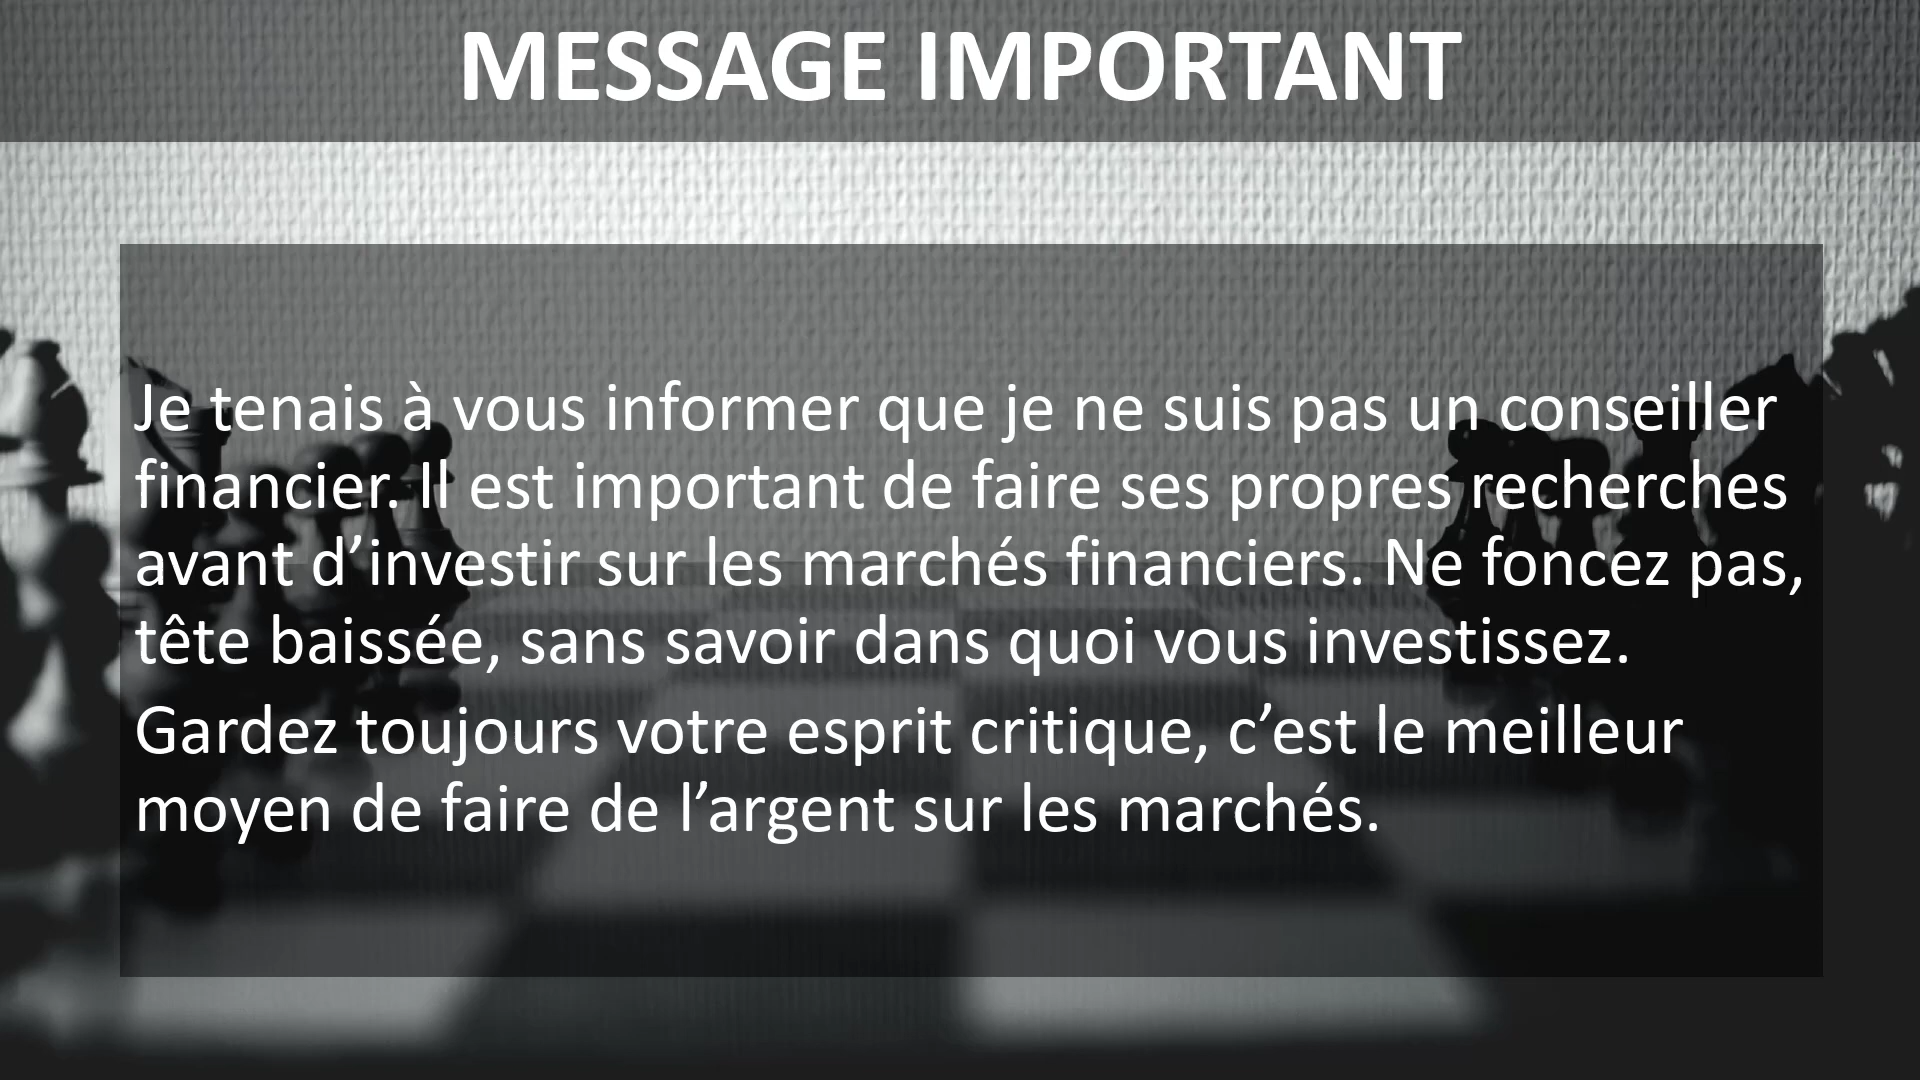 MESSAGE IMPORTANT
Je tenais à vous informer que je ne suis pas un conseiller
financier. Il est important de faire ses propres recherches
avant d’investir sur les marchés financiers. Ne foncez pas,
tête baissée, sans savoir dans quoi vous investissez.
Gardez toujours votre esprit critique, c’est le meilleur
moyen de faire de l’argent sur les marchés.